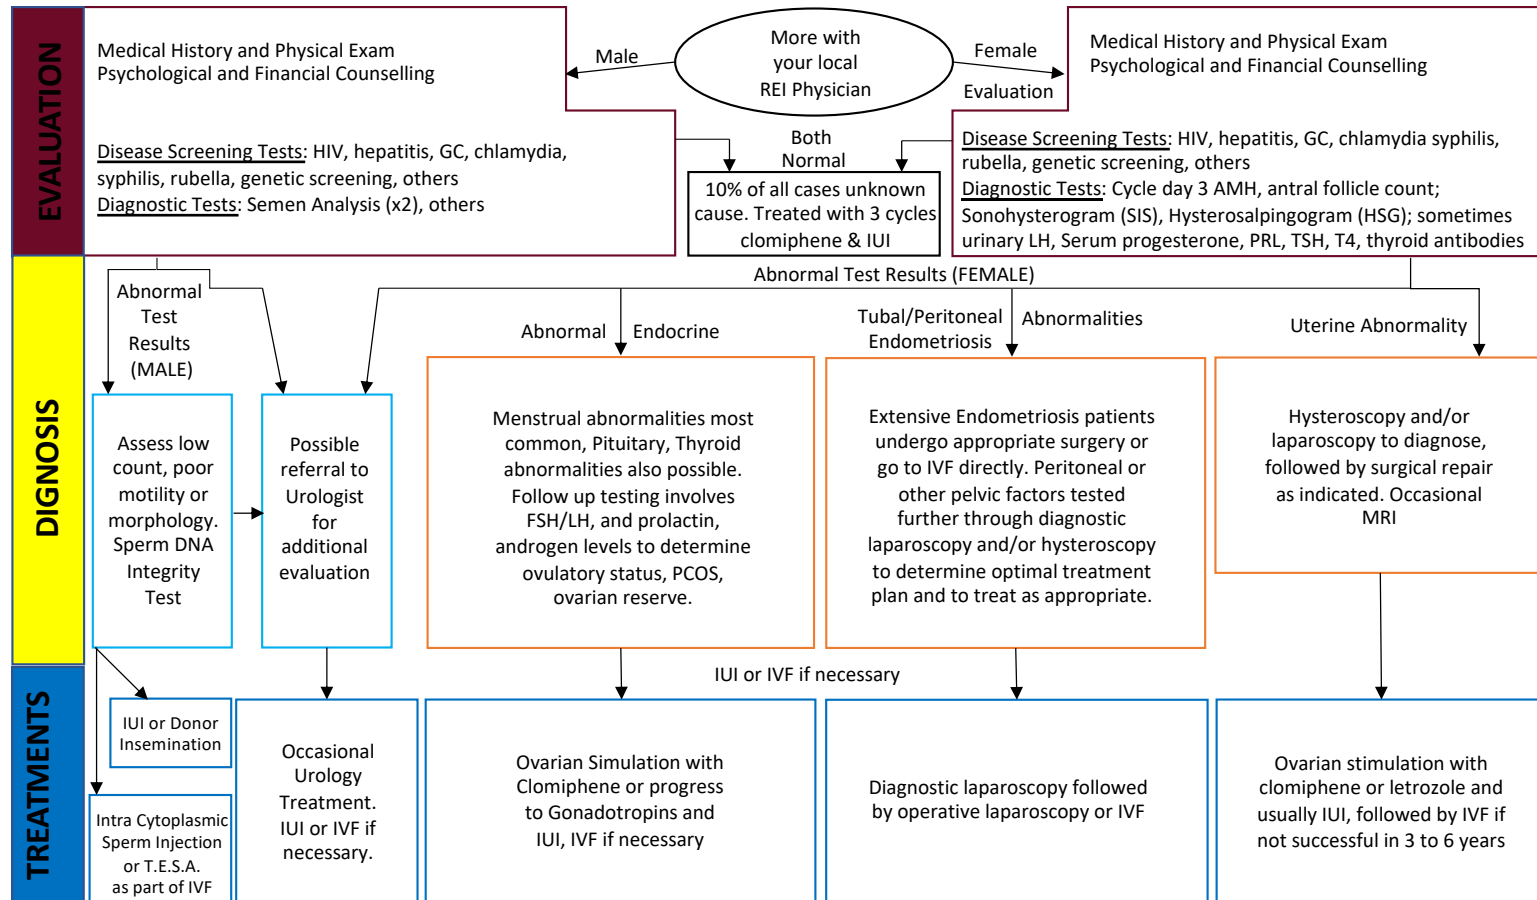 EVALUATION
Medical History and Physical Exam
Psychological and Financial Counselling
Disease Screening Tests: HIV, hepatitis, GC, chlamydia,
syphilis, rubella, genetic screening, others
Diagnostic Tests: Semen Analysis (x2), others
Male
More with
your local
REI Physician
Female
Evaluation
Both
Normal
10% of all cases unknown
cause. Treated with 3 cycles
clomiphene & IUI
Medical History and Physical Exam
Psychological and Financial Counselling
Disease Screening Tests: HIV, hepatitis, GC, chlamydia syphilis,
rubella, genetic screening, others
Diagnostic Tests: Cycle day 3 AMH, antral follicle count;
Sonohysterogram (SIS), Hysterosalpingogram (HSG); sometimes
urinary LH, Serum progesterone, PRL, TSH, T4, thyroid antibodies
DIGNOSIS
Abnormal
Test
Results
(MALE)
Abnormal Test Results (FEMALE)
Abnormal Endocrine
Tubal/Peritoneal Abnormalities
Endometriosis
Uterine Abnormality
Assess low
count, poor
motility or
morphology.
Sperm DNA
Integrity
Test
Possible
referral to
Urologist
for
additional
evaluation
Menstrual abnormalities most
common, Pituitary, Thyroid
abnormalities also possible.
Follow up testing involves
FSH/LH, and prolactin,
androgen levels to determine
ovulatory status, PCOS,
ovarian reserve.
Extensive Endometriosis patients
undergo appropriate surgery or
go to IVF directly. Peritoneal or
other pelvic factors tested
further through diagnostic
laparoscopy and/or hysteroscopy
to determine optimal treatment
plan and to treat as appropriate.
Hysteroscopy and/or
laparoscopy to diagnose,
followed by surgical repair
as indicated. Occasional
MRI
TREATMENTS
IUI or IVF if necessary
IUI or Donor
Insemination
Intra Cytoplasmic
Sperm Injection
or T.E.S.A.
as part of IVF
Occasional
Urology
Treatment.
IUI or IVF if
necessary.
Ovarian Simulation with
Clomiphene or progress
to Gonadotropins and
IUI, IVF if necessary
Diagnostic laparoscopy followed
by operative laparoscopy or IVF
Ovarian stimulation with
clomiphene or letrozole and
usually IUI, followed by IVF if
not successful in 3 to 6 years